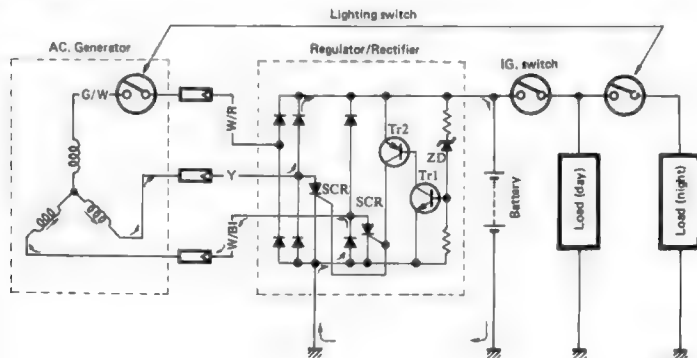 Lighting switch
AC. Generator
Regulator/Rectifier
IG. switch
G/W
W/R
Tr2
ZD
Y
SCR
Tr1
SCR
W/Bl
Battery
Load (day)
Load (night)